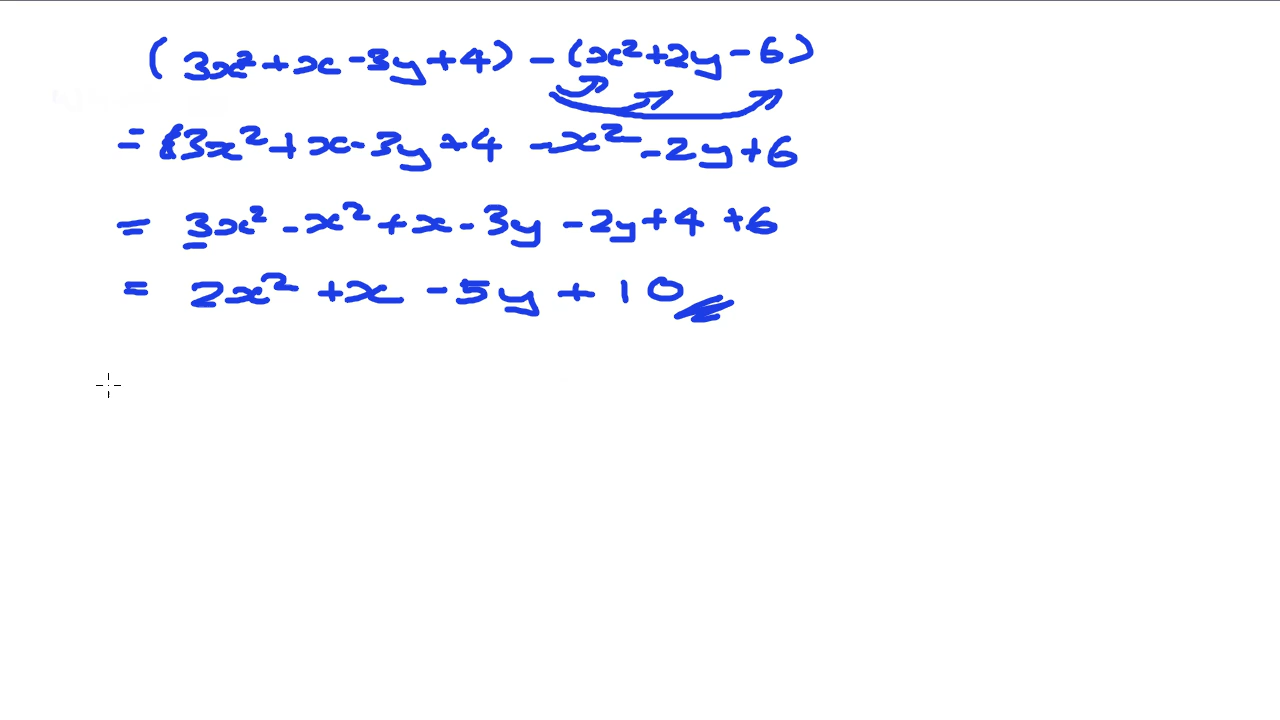 (3x²+x-3y+4) - (x²+2y-6)
= 3x²+x-3y+4 -x²-2y+6
= 3x² -x²+x-3y -2y+4 +6
= 2x² +x -5y + 10